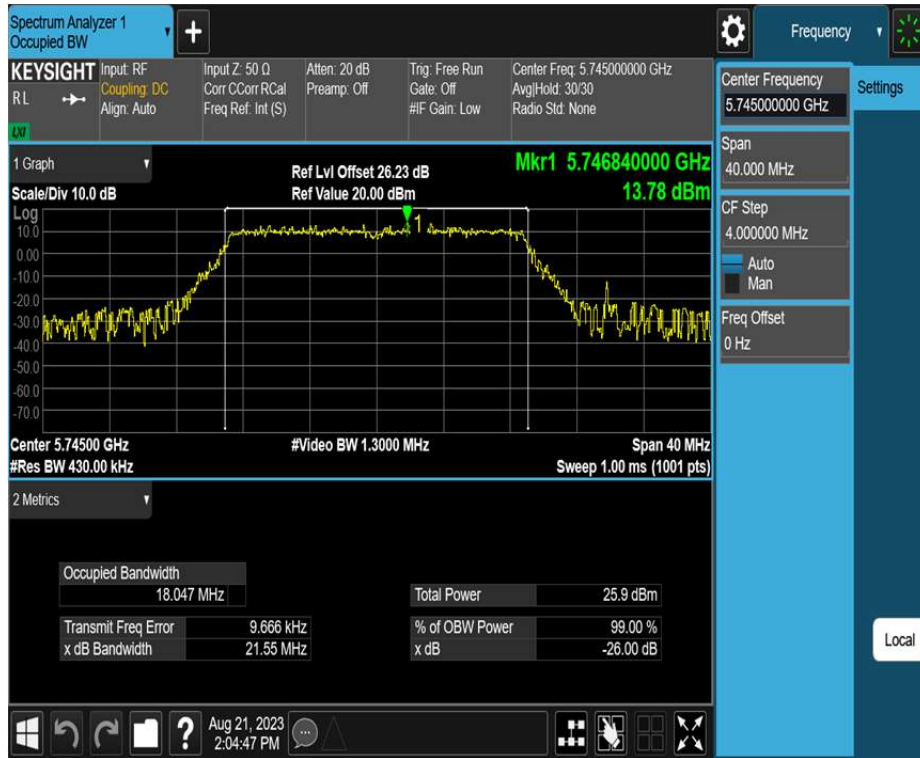 Spectrum Analyzer 1
Occupied BW
+
Frequency
KEYSIGHT
RL
LXI
Input: RF
Coupling: DC
Align: Auto
Input Z: 50 Ω
Corr CCorr RCal
Freq Ref: Int (S)
Atten: 20 dB
Preamp: Off
Trig: Free Run
Gate: Off
#IF Gain: Low
Center Freq: 5.745000000 GHz
Avg|Hold: 30/30
Radio Std: None
Center Frequency
5.745000000 GHz
Settings
Span
40.000 MHz
CF Step
4.000000 MHz
Auto
Man
Freq Offset
0 Hz
Local
1 Graph
Scale/Div 10.0 dB
Ref Lvl Offset 26.23 dB
Ref Value 20.00 dBm
Mkr1 5.746840000 GHz
13.78 dBm
Log
10.0
0.00
-10.0
-20.0
-30.0
-40.0
-50.0
-60.0
-70.0
1
Center 5.74500 GHz
#Video BW 1.3000 MHz
Span 40 MHz
#Res BW 430.00 kHz
Sweep 1.00 ms (1001 pts)
2 Metrics
Occupied Bandwidth
18.047 MHz
Total Power 25.9 dBm
Transmit Freq Error 9.666 kHz
% of OBW Power 99.00 %
x dB Bandwidth 21.55 MHz
x dB -26.00 dB
?
Aug 21, 2023
2:04:47 PM